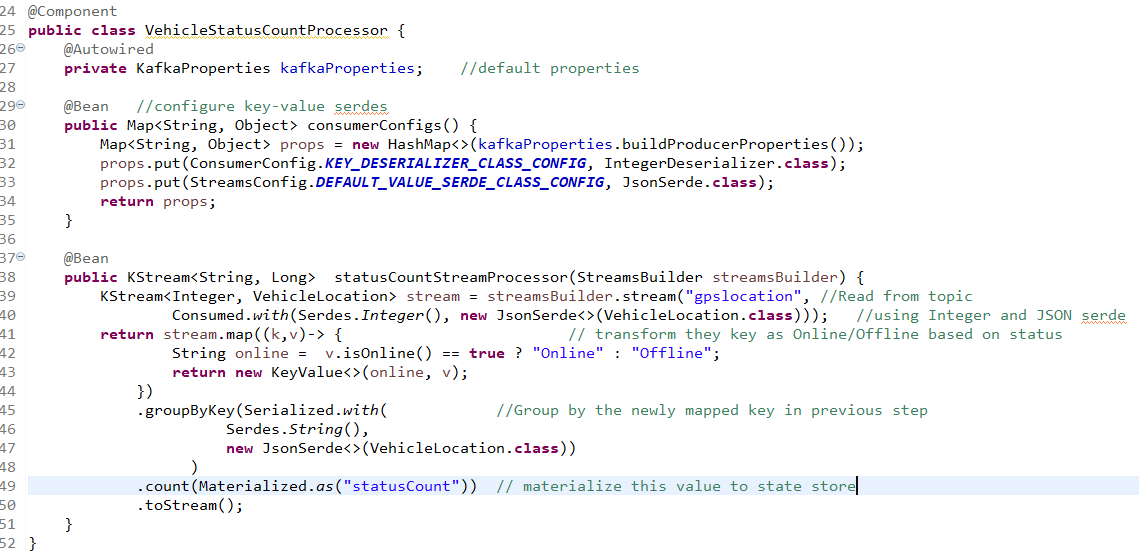 24 @Component
25 public class VehicleStatusCountProcessor {
26 @Autowired
27 private KafkaProperties kafkaProperties; //default properties
28
29 @Bean //configure key-value serdes
30 public Map<String, Object> consumerConfigs() {
31 Map<String, Object> props = new HashMap<>(kafkaProperties.buildProducerProperties());
32 props.put(ConsumerConfig.KEY_DESERIALIZER_CLASS_CONFIG, IntegerDeserializer.class);
33 props.put(StreamsConfig.DEFAULT_VALUE_SERDE_CLASS_CONFIG, JsonSerde.class);
34 return props;
35 }
36
37 @Bean
38 public KStream<String, Long> statusCountStreamProcessor(StreamsBuilder streamsBuilder) {
39 KStream<Integer, VehicleLocation> stream = streamsBuilder.stream("gpslocation", //Read from topic
40 Consumed.with(Serdes.Integer(), new JsonSerde<>(VehicleLocation.class))); //using Integer and JSON serde
41 return stream.map((k,v)-> { // transform they key as Online/Offline based on status
42 String online = v.isOnline() == true ? "Online" : "Offline";
43 return new KeyValue<>(online, v);
44 })
45 .groupByKey(Serialized.with( //Group by the newly mapped key in previous step
46 Serdes.String(),
47 new JsonSerde<>(VehicleLocation.class))
48 )
49 .count(Materialized.as("statusCount")) // materialize this value to state store
50 .toStream();
51 }
52 }